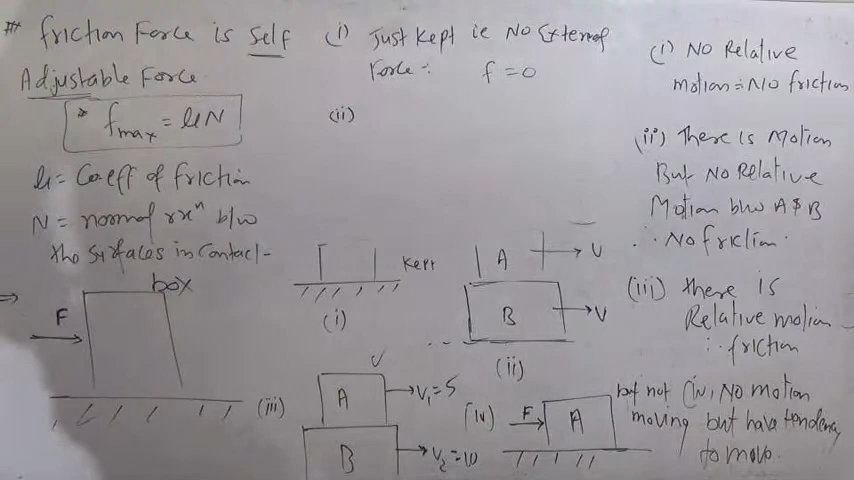 friction Force is Self
Adjustable Force
* fmax = μN
μ = Coeff of friction
N = normal rxⁿ b/w
the surfaces in contact
⇒ box
F
(i) Just kept ie No External
Force ∴ f = 0
(ii)
kept
(i)
A → V
B → V
(ii)
(iii)
A → V₁=5
B → V₂=10
(iv) F A
(i) No Relative
motion ∴ No friction
(ii) There is Motion
But No Relative
Motion b/w A & B
∴ No friction.
(iii) there is
Relative motion
∴ friction
(iv) No motion
but not moving but have tendency
to move.